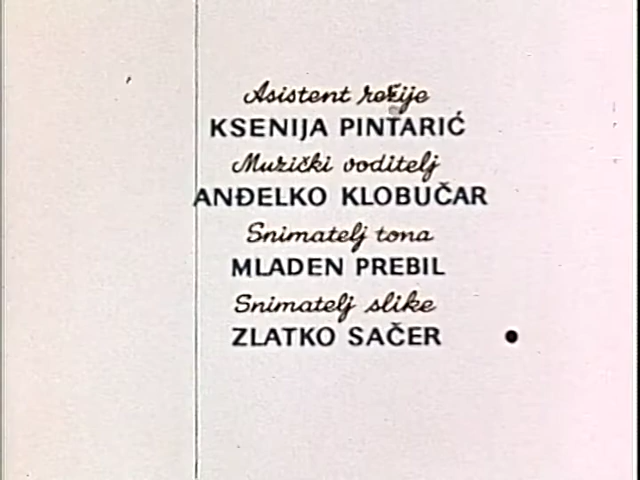 Asistent režije
KSENIJA PINTARIĆ
Muzički voditelj
ANĐELKO KLOBUČAR
Snimatelj tona
MLADEN PREBIL
Snimatelj slike
ZLATKO SAČER